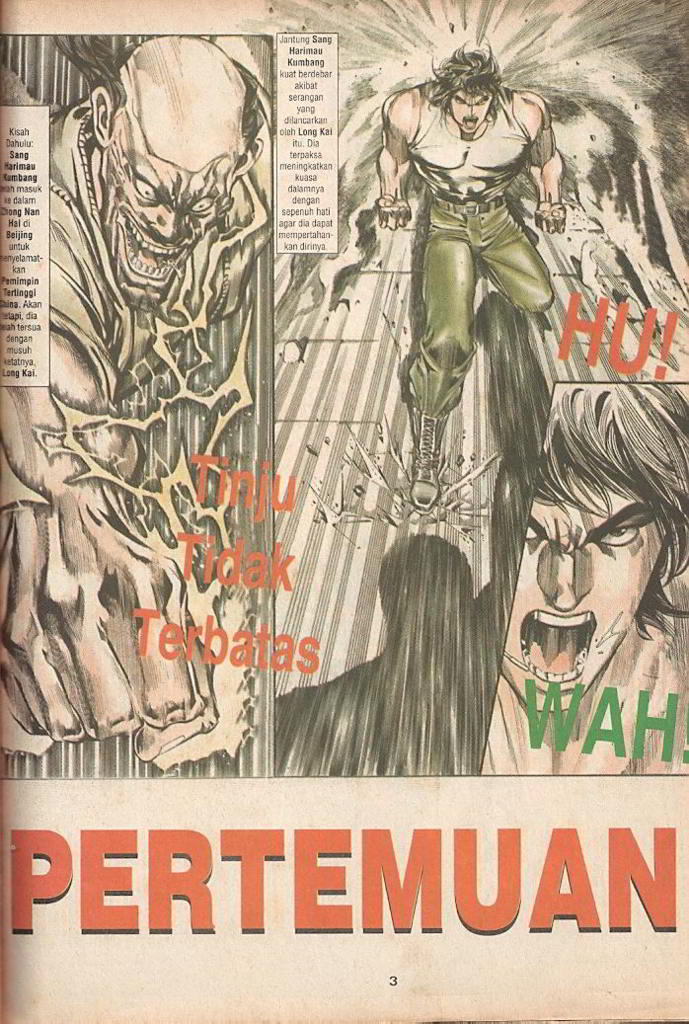 Kisah
Dahulu:
Sang
Harimau
Kumbang
masuk
ke dalam
Nan
Hai di
Beijing
untuk
menyelamat-
kan
Pemimpin
Tertinggi
China. Akan
tetapi, dia
tersua
dengan
musuh
ketatnya,
Long Kai.
Jantung Sang
Harimau
Kumbang
kuat berdebar
akibat
serangan
yang
dilancarkan
oleh Long Kai
itu. Dia
terpaksa
meningkatkan
kuasa
dalamnya
dengan
sepenuh hati
agar dia dapat
mempertahan-
kan dirinya.
HU!
Tinju
Tidak
Terbatas
WAH!
PERTEMUAN
3